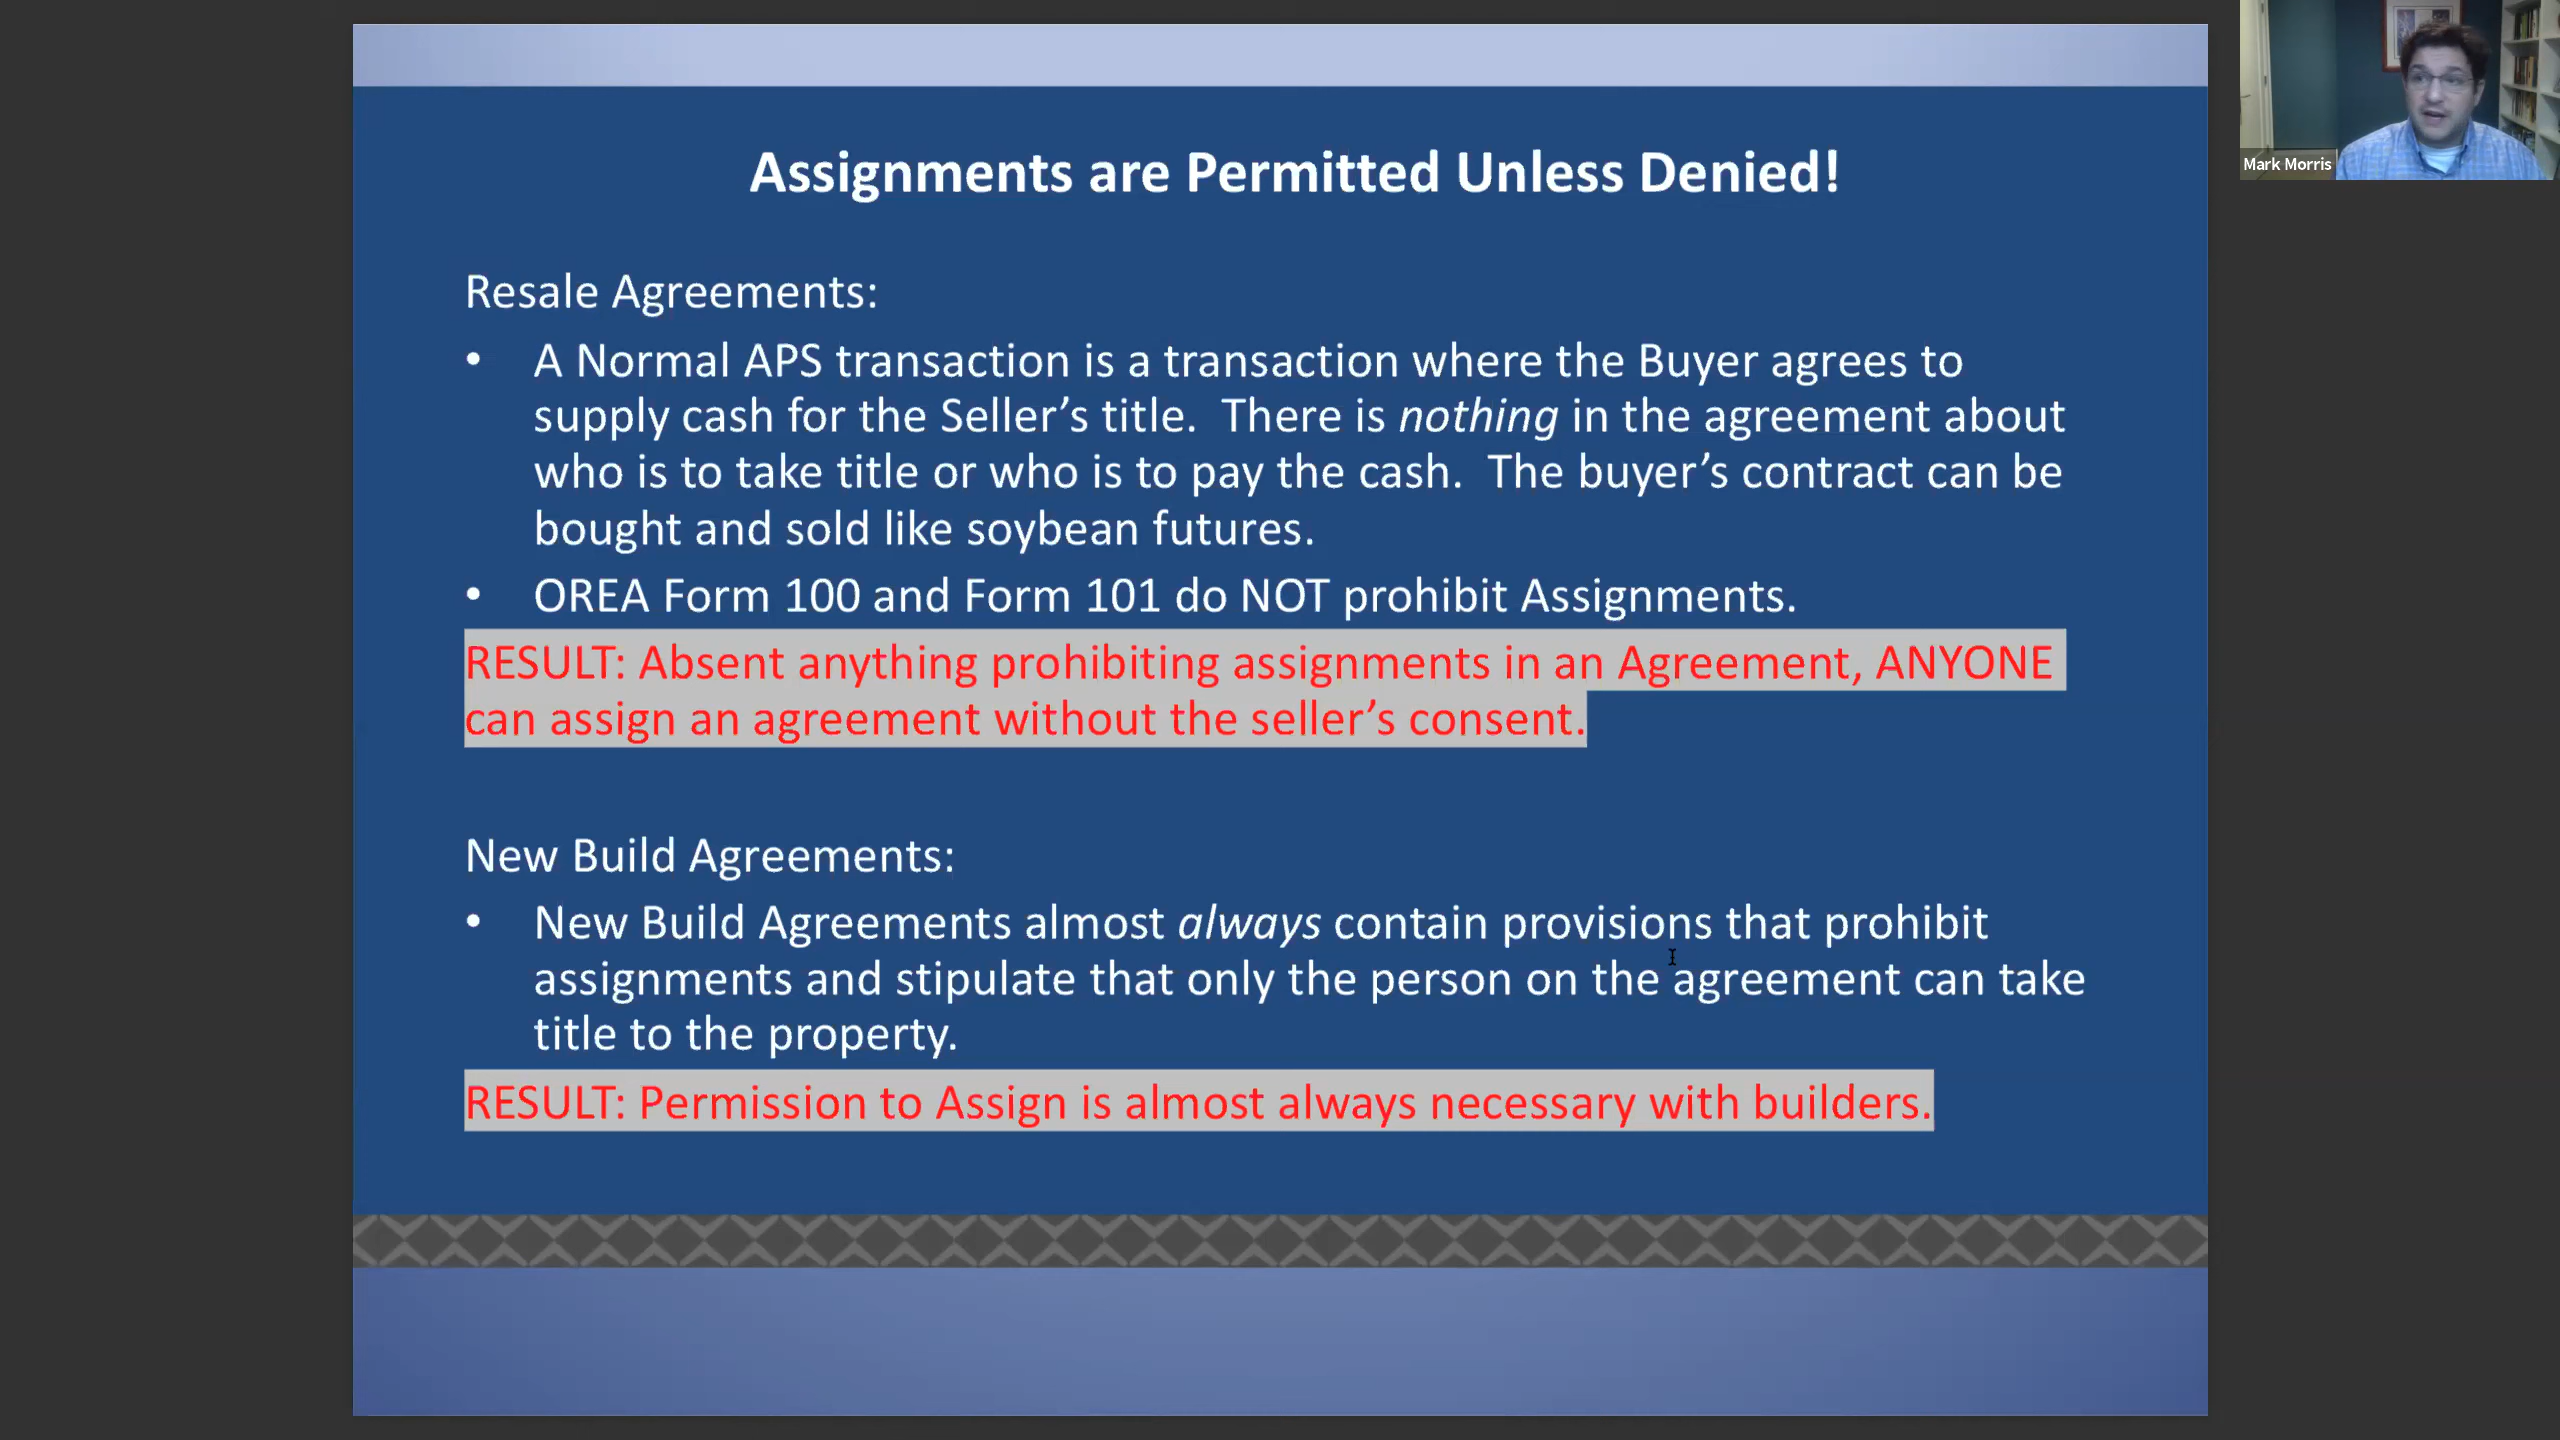 Mark Morris
Assignments are Permitted Unless Denied!
Resale Agreements:
• A Normal APS transaction is a transaction where the Buyer agrees to
supply cash for the Seller’s title.  There is nothing in the agreement about
who is to take title or who is to pay the cash.  The buyer’s contract can be
bought and sold like soybean futures.
• OREA Form 100 and Form 101 do NOT prohibit Assignments.
RESULT: Absent anything prohibiting assignments in an Agreement, ANYONE
can assign an agreement without the seller’s consent.
New Build Agreements:
• New Build Agreements almost always contain provisions that prohibit
assignments and stipulate that only the person on the agreement can take
title to the property.
RESULT: Permission to Assign is almost always necessary with builders.